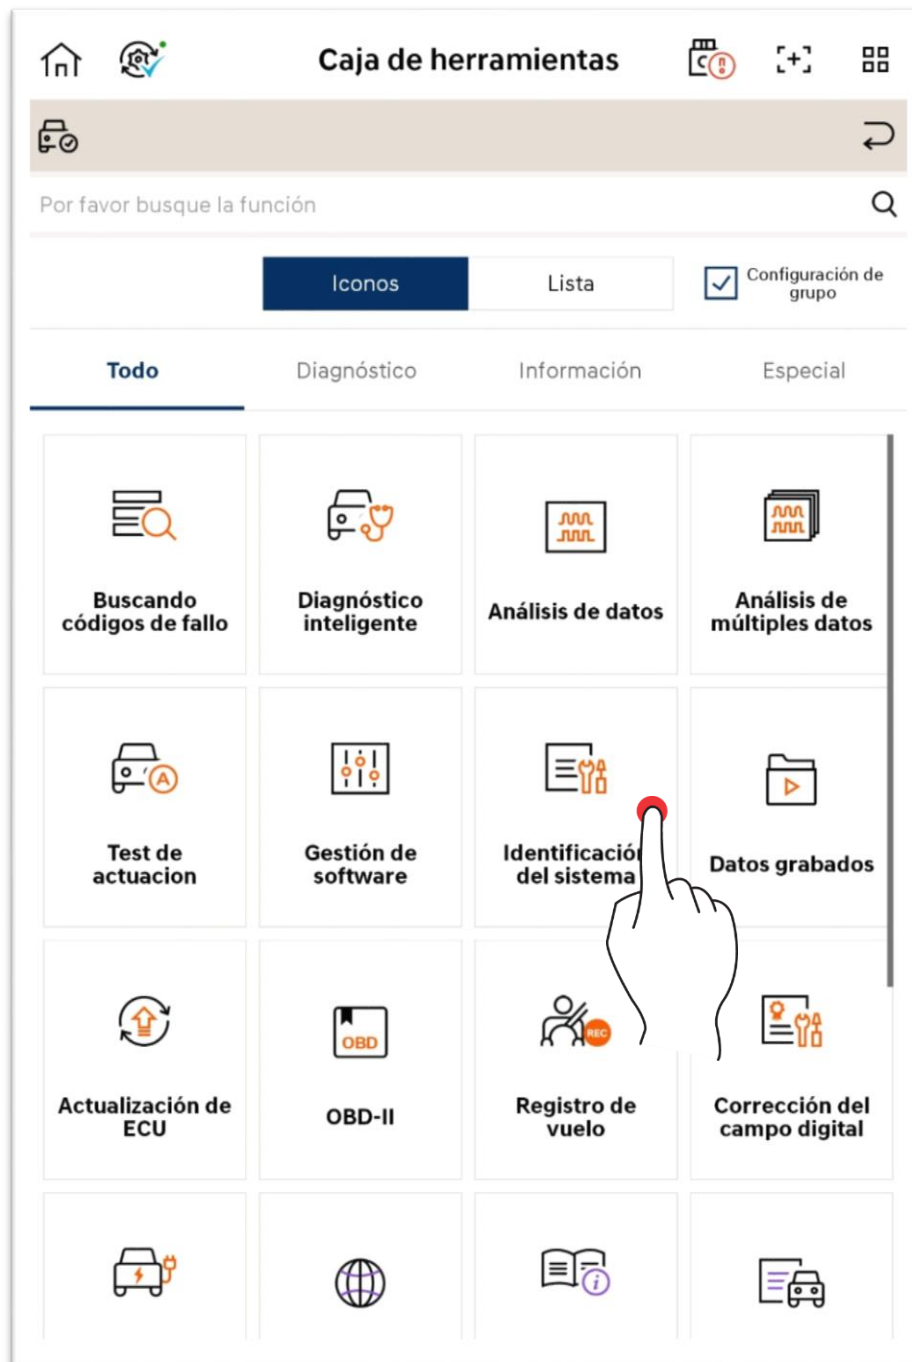 Caja de herramientas
Por favor busque la función
Iconos
Lista
Configuración de
grupo
Todo
Diagnóstico
Información
Especial
Buscando
códigos de fallo
Diagnóstico
inteligente
Análisis de datos
Análisis de
múltiples datos
Test de
actuacion
Gestión de
software
Identificación
del sistema
Datos grabados
Actualización de
ECU
OBD
OBD-II
REC
Registro de
vuelo
Corrección del
campo digital